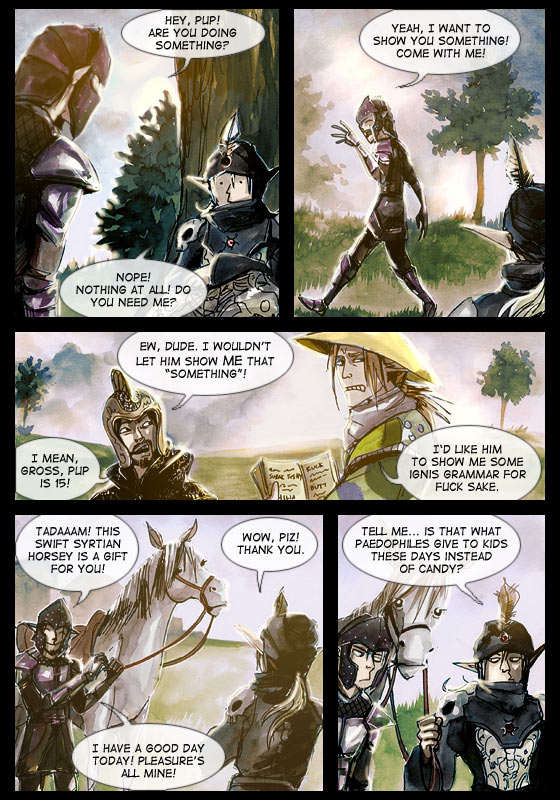 HEY, PUP!
ARE YOU DOING
SOMETHING?
NOPE!
NOTHING AT ALL! DO
YOU NEED ME?
YEAH, I WANT TO
SHOW YOU SOMETHING!
COME WITH ME!
EW, DUDE. I WOULDN'T
LET HIM SHOW ME THAT
"SOMETHING"!
I MEAN,
GROSS, PUP
IS 15!
I'D LIKE HIM
TO SHOW ME SOME
IGNIS GRAMMAR FOR
FUCK SAKE.
BUTT
TADAAAM! THIS
SWIFT SYRTIAN
HORSEY IS A GIFT
FOR YOU!
WOW, PIZ!
THANK YOU.
I HAVE A GOOD DAY
TODAY! PLEASURE'S
ALL MINE!
TELL ME... IS THAT WHAT
PAEDOPHILES GIVE TO KIDS
THESE DAYS INSTEAD
OF CANDY?